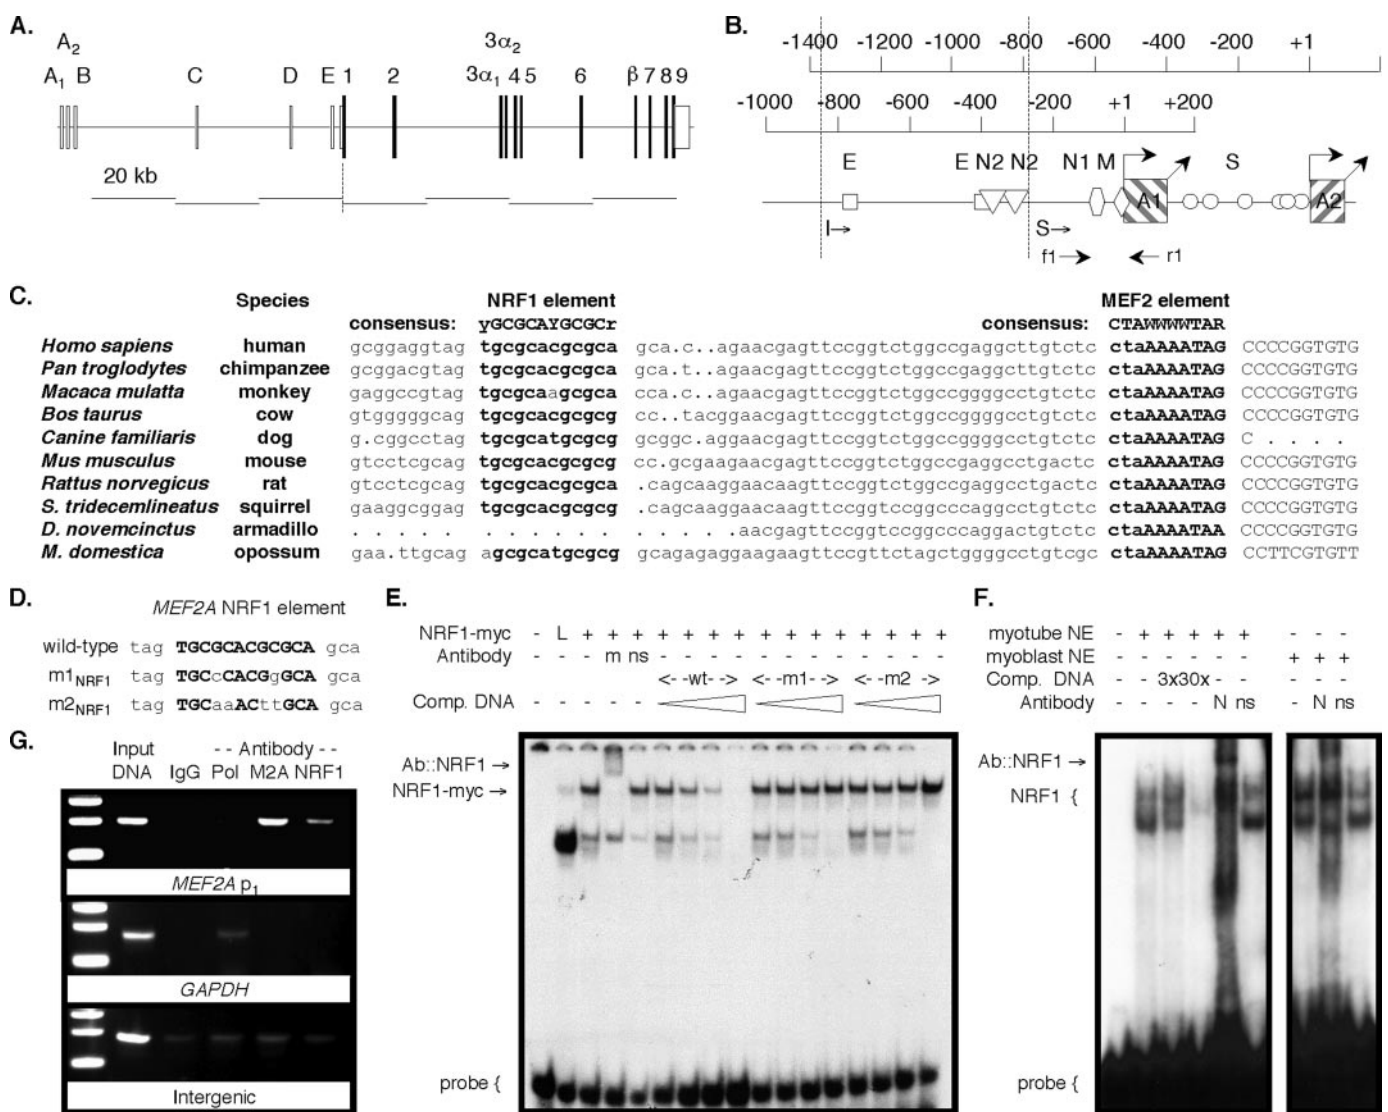 A.
A2
3α2
A1 B C D E 1 2 3α1 4 5 6 β 7 8 9
20 kb
B.
-1400 -1200 -1000 -800 -600 -400 -200 +1
-1000 -800 -600 -400 -200 +1 +200
E E N2 N2 N1 M S
A1 A2
I→ S→
f1 → ← r1
C.
Species NRF1 element MEF2 element
consensus: yGCGCAYGCGCr consensus: CTAWWWWTAR
Homo sapiens human gcggaggtag tgcgcacgcgca gca.c..agaacgagttccggtctggccgaggcttgtctc ctaAAAATAG CCCCGGTGTG
Pan troglodytes chimpanzee gcggacgtag tgcgcacgcgca gca.t..agaacgagttccggtctggccgaggcttgtctc ctaAAAATAG CCCCGGTGTG
Macaca mulatta monkey gaggccgtag tgcgcaagcgca gca.c..agaacgagttccggtctggccggggcttgtctc ctaAAAATAG CCCCGGTGTG
Bos taurus cow gtgggggcag tgcgcacgcgca cc..tacggaacgagttccggtctggccggggcctgtctc ctaAAAATAG CCCCGGTGTG
Canine familiaris dog g.cggcctag tgcgcatgcgcg gcggc.aggaacgagttccggtctggccggggcctgtctc ctaAAAATAG C . . . .
Mus musculus mouse gtcctcgcag tgcgcacgcgcg cc.gcgaagaacgagttccggtctggccgaggcctgactc ctaAAAATAG CCCCGGTGTG
Rattus norvegicus rat gtcctcgcag tgcgcacgcgcg .cagcaaggaacgagttccggtctggccgaggcctgactc ctaAAAATAG CCCCGGTGTG
S. tridecemlineatus squirrel gaaggcggag tgcgcacgcgcg .cagcaagaacaagttccggtctggccggggcctgtctc ctaAAAATAG CCCCGGTGTG
D. novemcinctus armadillo . . . . . . . . . . . . . . . . . . . . aacgagttccggtccggcccaggactgtctc ctaAAAATAA CCCCGGTGTG
M. domestica opossum gaa.ttgcag agcgcatgcgcg gcagagaggaagaagttccgttctagctggggcctgtcgc ctaAAAATAG CCTTCGTGTT
D.
MEF2A NRF1 element
wild-type tag TGCGCACGCGCA gca
m1NRF1 tag TGCcCACGgGCA gca
m2NRF1 tag TGCaaACttGCA gca
E.
NRF1-myc - L + + + + + + + + + + + + + + +
Antibody - - - m ns - - - - - - - - - - - -
<--wt--> <--m1--> <--m2 ->
Comp. DNA - - - - -
Ab::NRF1 →
NRF1-myc →
probe {
F.
myotube NE - + + + + + - - -
myoblast NE - - - - - - + + +
Comp. DNA - - 3x30x - - - - -
Antibody - - - - N ns - N ns
Ab::NRF1 →
NRF1 {
probe {
G.
Input -- Antibody --
DNA IgG Pol M2A NRF1
MEF2A p1
GAPDH
Intergenic